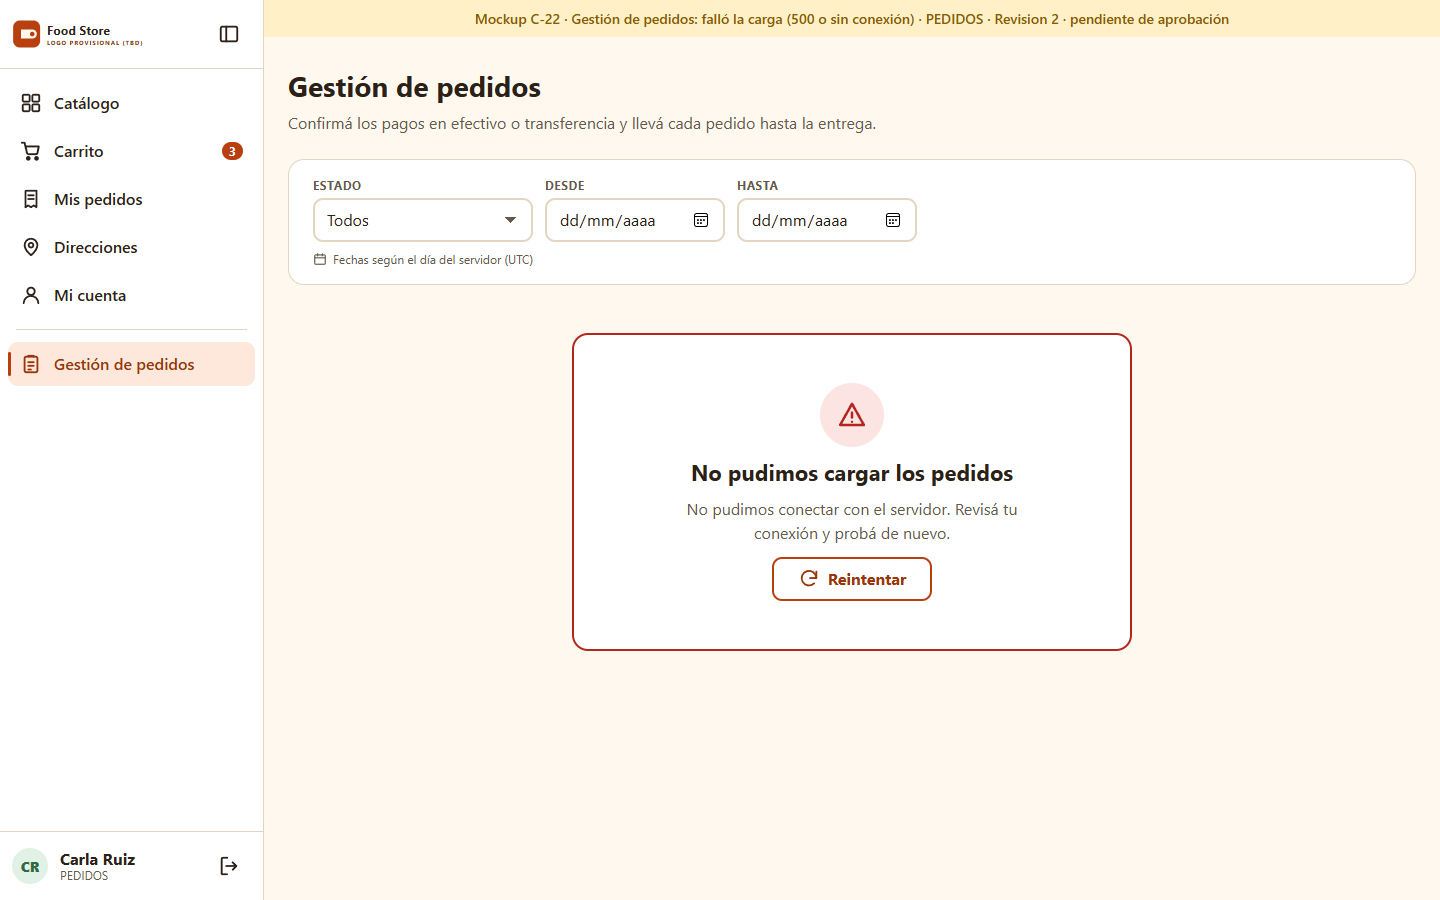 Food Store
LOGO PROVISIONAL (TBD)
Catálogo
Carrito
3
Mis pedidos
Direcciones
Mi cuenta
Gestión de pedidos
CR
Carla Ruiz
PEDIDOS
Mockup C-22 · Gestión de pedidos: falló la carga (500 o sin conexión) · PEDIDOS · Revision 2 · pendiente de aprobación
Gestión de pedidos
Confirmá los pagos en efectivo o transferencia y llevá cada pedido hasta la entrega.
ESTADO
Todos
DESDE
dd/mm/aaaa
HASTA
dd/mm/aaaa
Fechas según el día del servidor (UTC)
No pudimos cargar los pedidos
No pudimos conectar con el servidor. Revisá tu
conexión y probá de nuevo.
Reintentar